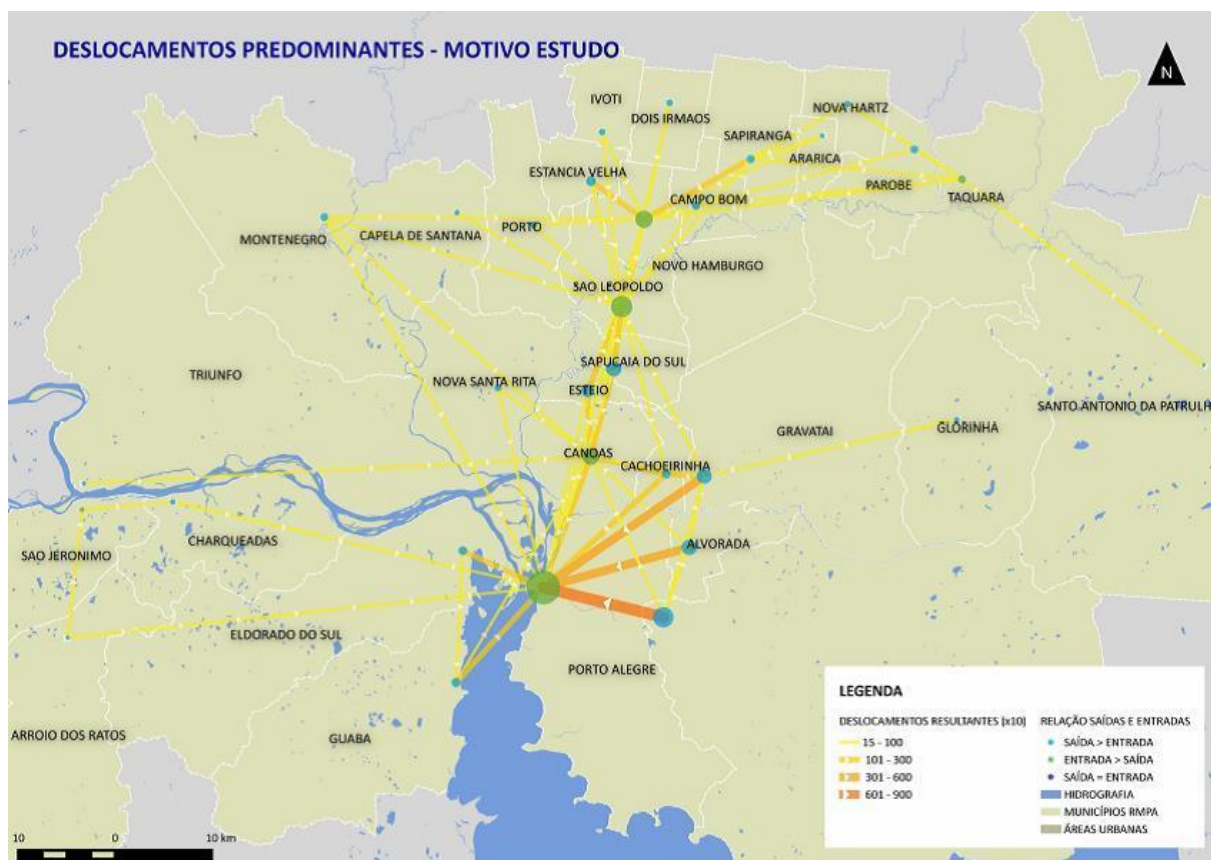 DESLOCAMENTOS PREDOMINANTES - MOTIVO ESTUDO
N
IVOTI
DOIS IRMAOS
NOVA HARTZ
SAPIRANGA
ARARICA
ESTANCIA VELHA
CAMPO BOM
PAROBE
TAQUARA
MONTENEGRO
CAPELA DE SANTANA
PORTO
NOVO HAMBURGO
SAO LEOPOLDO
SAPUCAIA DO SUL
TRIUNFO
NOVA SANTA RITA
ESTEIO
SANTO ANTONIO DA PATRULH
GLORINHA
GRAVATAI
CANOAS
CACHOEIRINHA
SAO JERONIMO
CHARQUEADAS
ALVORADA
ELDORADO DO SUL
PORTO ALEGRE
ARROIO DOS RATOS
GUABA
LEGENDA
DESLOCAMENTOS RESULTANTES (x10)
15 - 100
101 - 300
301 - 600
601 - 900
RELAÇÃO SAÍDAS E ENTRADAS
SAÍDA > ENTRADA
ENTRADA > SAÍDA
SAÍDA = ENTRADA
HIDROGRAFIA
MUNICÍPIOS RMPA
ÁREAS URBANAS
10 0 10 km